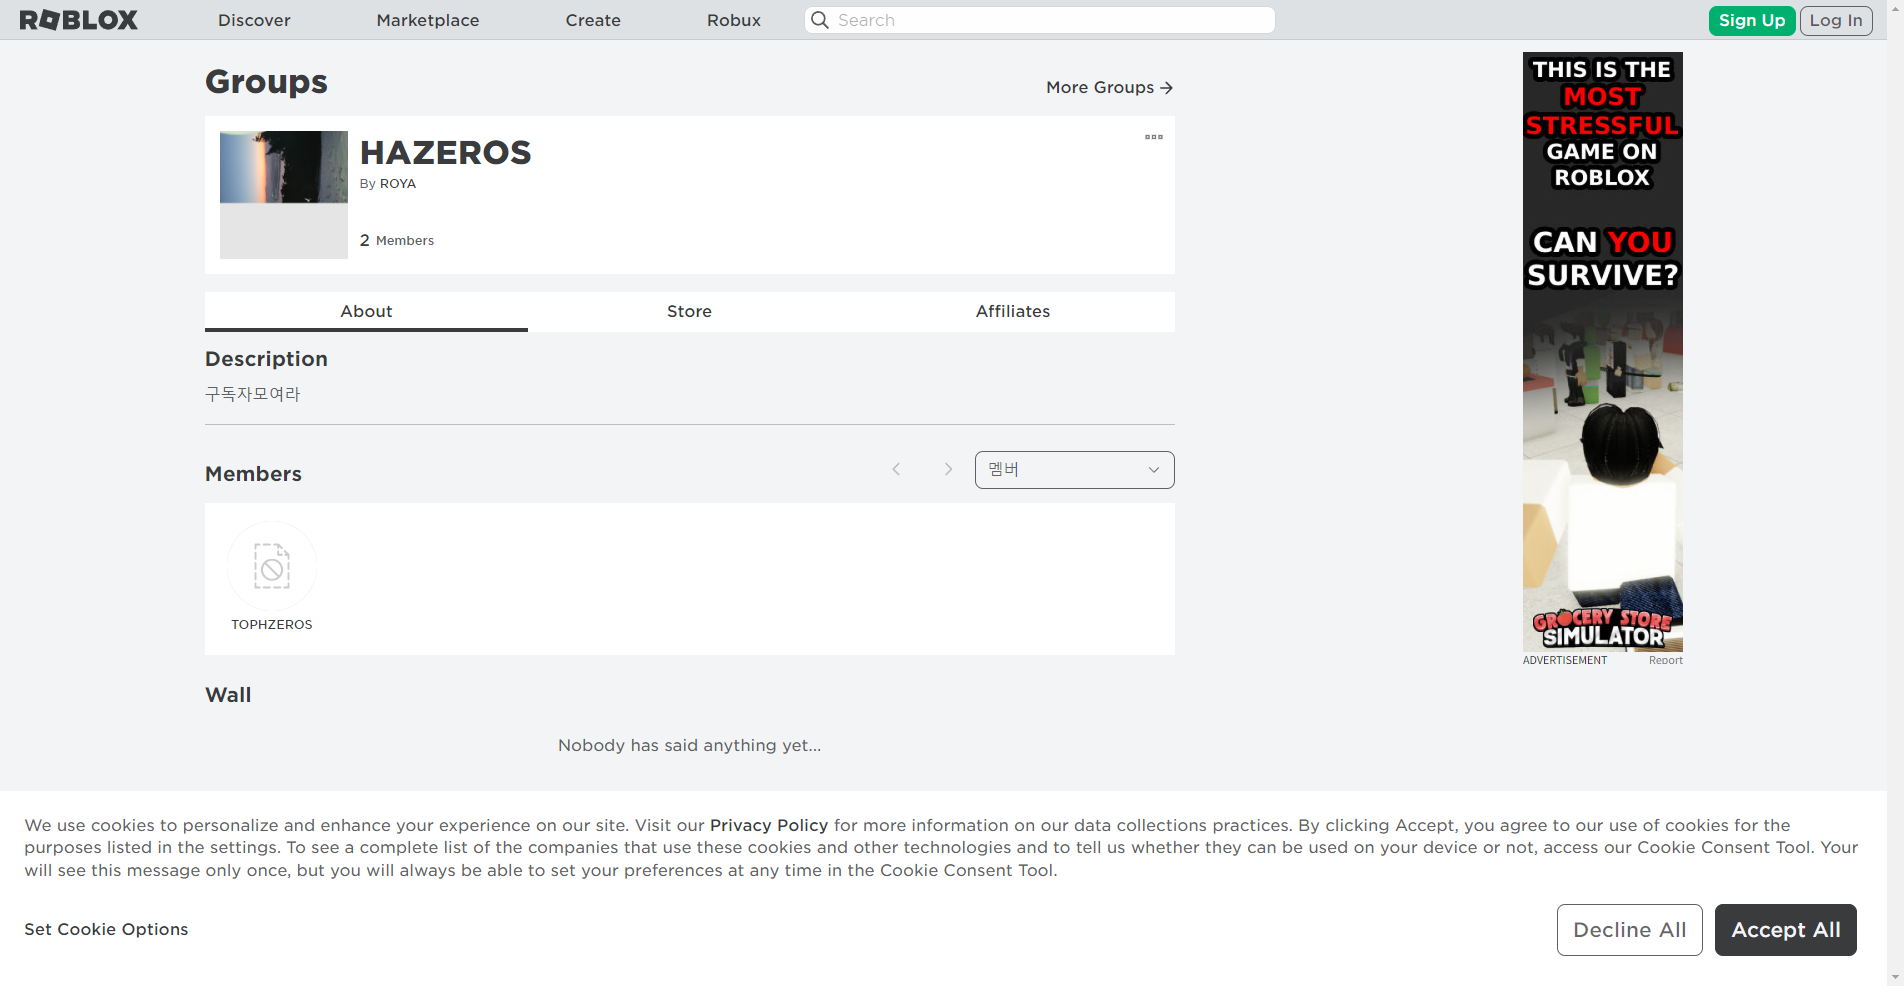 ROBLOX
Discover
Marketplace
Create
Robux
Search
Sign Up
Log In
Groups
More Groups →
HAZEROS
By ROYA
2 Members
About
Store
Affiliates
Description
구독자모여라
Members
멤버
TOPHZEROS
Wall
Nobody has said anything yet...
THIS IS THE
MOST
STRESSFUL
GAME ON
ROBLOX
CAN YOU
SURVIVE?
GROCERY STORE
SIMULATOR
ADVERTISEMENT
Report
We use cookies to personalize and enhance your experience on our site. Visit our Privacy Policy for more information on our data collections practices. By clicking Accept, you agree to our use of cookies for the
purposes listed in the settings. To see a complete list of the companies that use these cookies and other technologies and to tell us whether they can be used on your device or not, access our Cookie Consent Tool. Your
will see this message only once, but you will always be able to set your preferences at any time in the Cookie Consent Tool.
Set Cookie Options
Decline All
Accept All